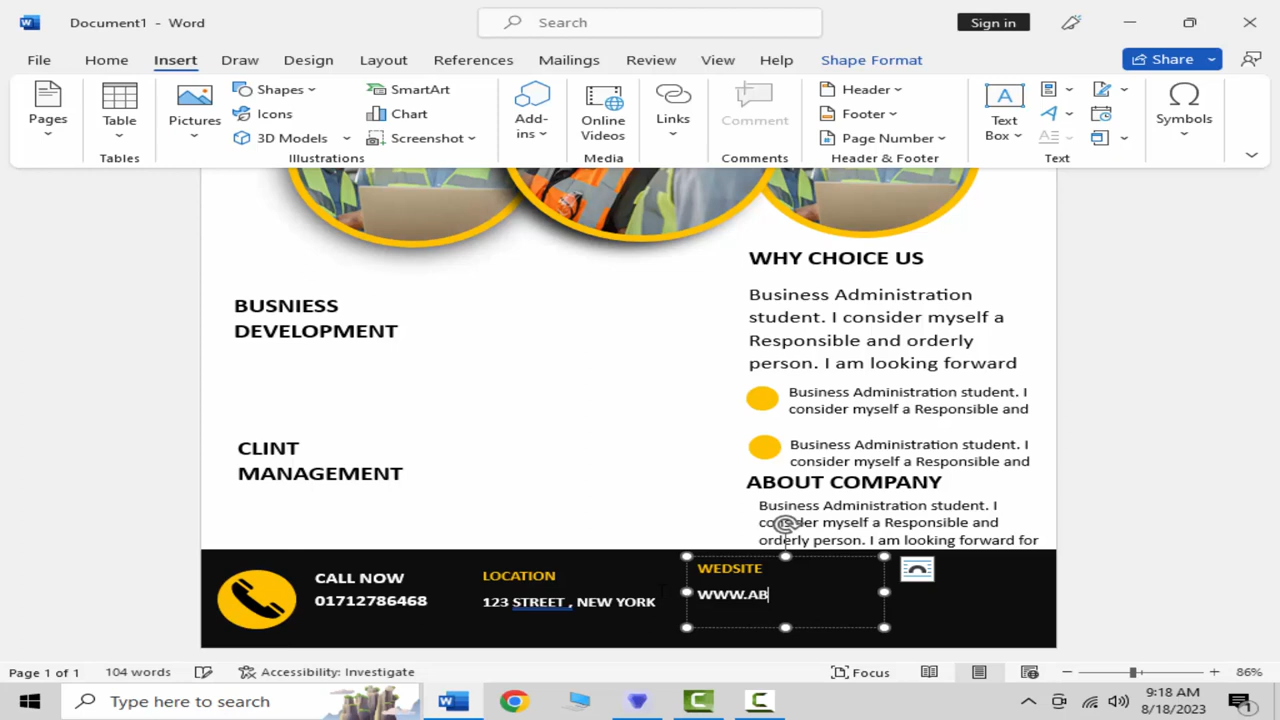 Document1 - Word
Search
Sign in
File Home Insert Draw Design Layout References Mailings Review View Help Shape Format
Share
Pages
Table
Tables
Pictures
Shapes
Icons
3D Models
SmartArt
Chart
Screenshot
Illustrations
Add-
ins
Online
Videos
Media
Links
Comment
Comments
Header
Footer
Page Number
Header & Footer
Text
Box
Text
Symbols
WHY CHOICE US
Business Administration
student. I consider myself a
Responsible and orderly
person. I am looking forward
BUSNIESS
DEVELOPMENT
Business Administration student. I
consider myself a Responsible and
Business Administration student. I
consider myself a Responsible and
CLINT
MANAGEMENT
ABOUT COMPANY
Business Administration student. I
consider myself a Responsible and
orderly person. I am looking forward for
CALL NOW
01712786468
LOCATION
123 STREET , NEW YORK
WEDSITE
WWW.AB
Page 1 of 1 104 words Accessibility: Investigate Focus 86%
Type here to search
9:18 AM
8/18/2023
1